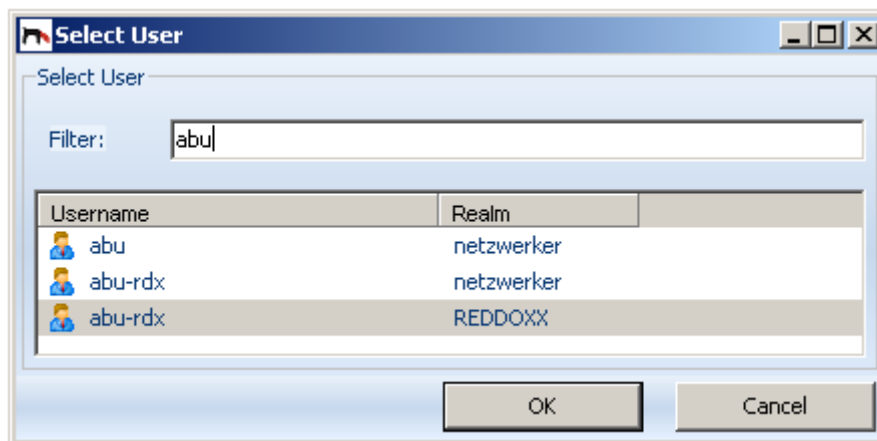 Select User
Select User
Filter: abu
Username Realm
abu netzwerker
abu-rdx netzwerker
abu-rdx REDDOXX
OK Cancel